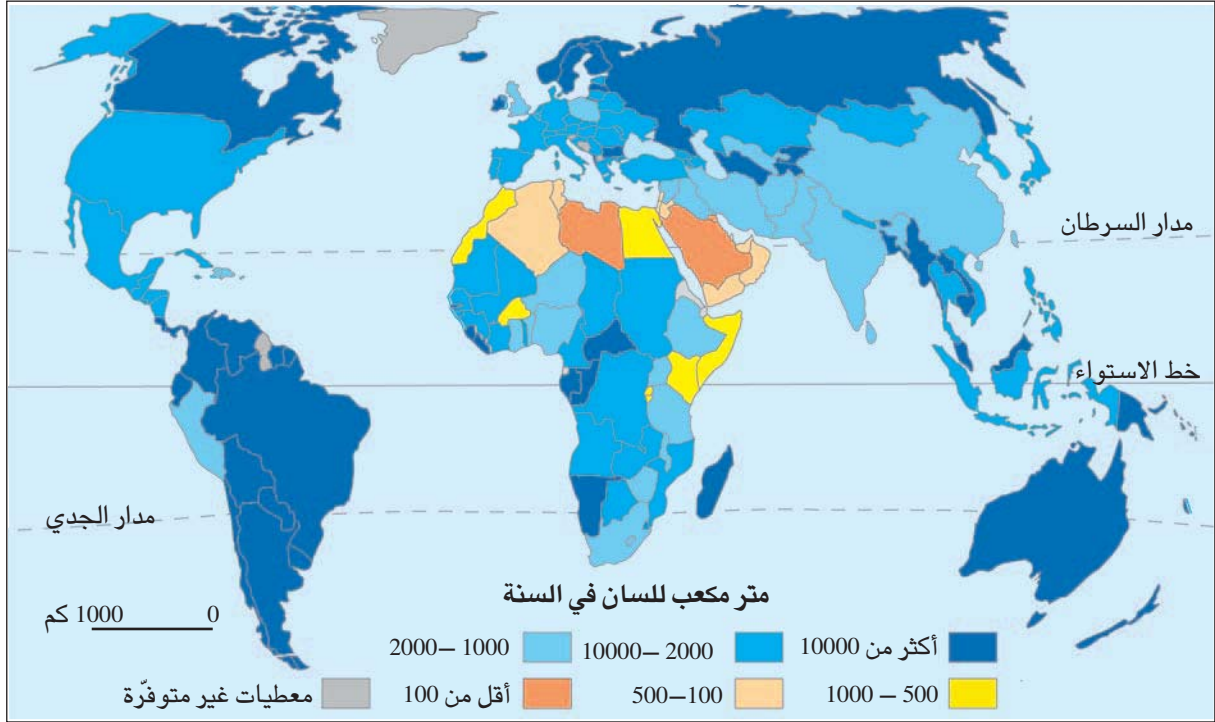 مدار السرطان
خط الاستواء
مدار الجدي
متر مكعب للسان في السنة
0 1000 كم
أكثر من 10000
2000 – 10000
1000 – 2000
500 – 1000
100–500
أقل من 100
معطيات غير متوفّرة